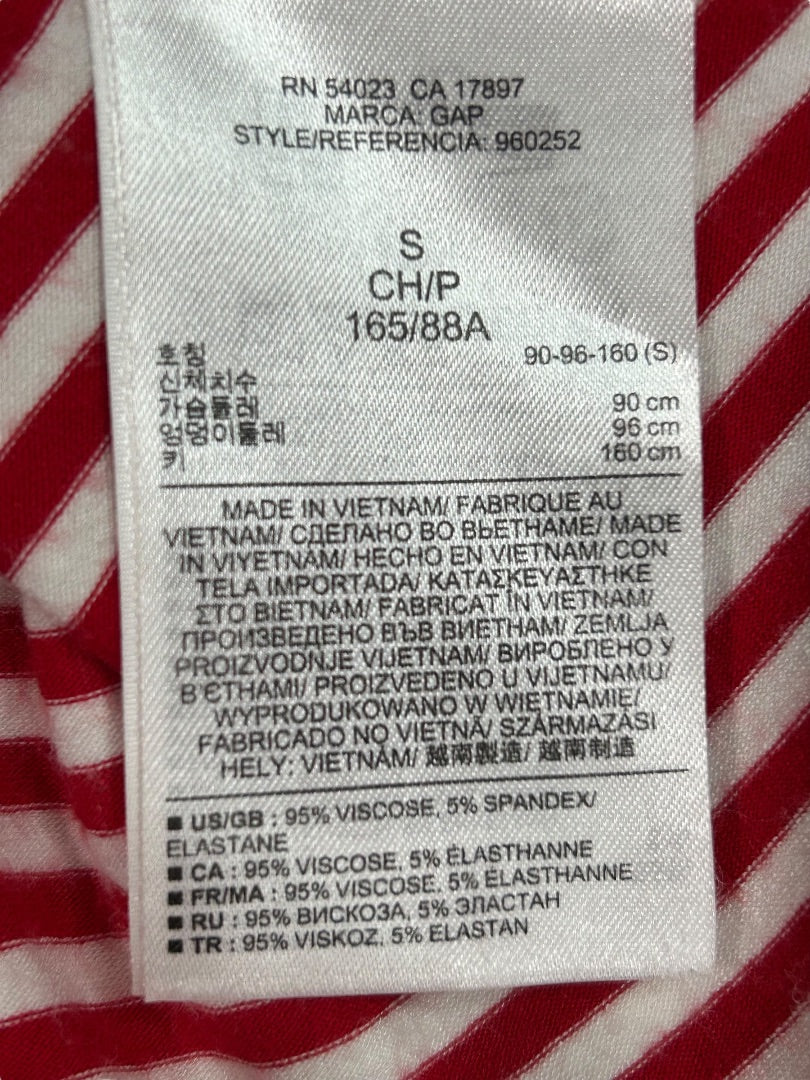 RN 54023 CA 17897
MARCA: GAP
STYLE/REFERENCIA: 960252
S
CH/P
165/88A
호칭 90-96-160 (S)
신체치수
가슴둘레 90 cm
엉덩이둘레 96 cm
키 160 cm
MADE IN VIETNAM/ FABRIQUE AU
VIETNAM/ СДЕЛАНО ВО ВЬЕТНАМЕ/ MADE
IN VIYETNAM/ HECHO EN VIETNAM/ CON
TELA IMPORTADA/ ΚΑΤΑΣΚΕΥΑΣΤΗΚΕ
ΣΤΟ ΒΙΕΤΝΑΜ/ FABRICAT ÎN VIETNAM/
ПРОИЗВЕДЕНО ВЪВ ВИЕТНАМ/ ZEMLJA
PROIZVODNJE VIJETNAM/ ВИРОБЛЕНО У
В'ЄТНАМІ/ PROIZVEDENO U VIJETNAMU/
WYPRODUKOWANO W WIETNAMIE/
FABRICADO NO VIETNÃ/ SZÁRMAZÁSI
HELY: VIETNÁM/ 越南製造/ 越南制造
■ US/GB : 95% VISCOSE, 5% SPANDEX/
ELASTANE
■ CA : 95% VISCOSE, 5% ÉLASTHANNE
■ FR/MA : 95% VISCOSE, 5% ÉLASTHANNE
■ RU : 95% ВИСКОЗА, 5% ЭЛАСТАН
■ TR : 95% VISKOZ, 5% ELASTAN